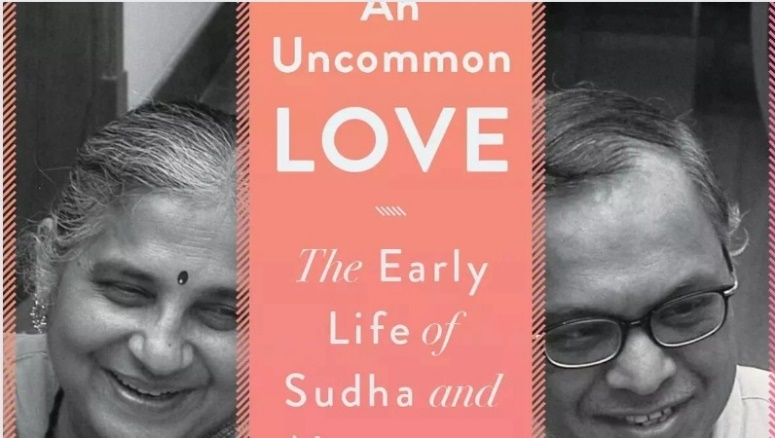 An
Uncommon
LOVE
The Early
Life of
Sudha and